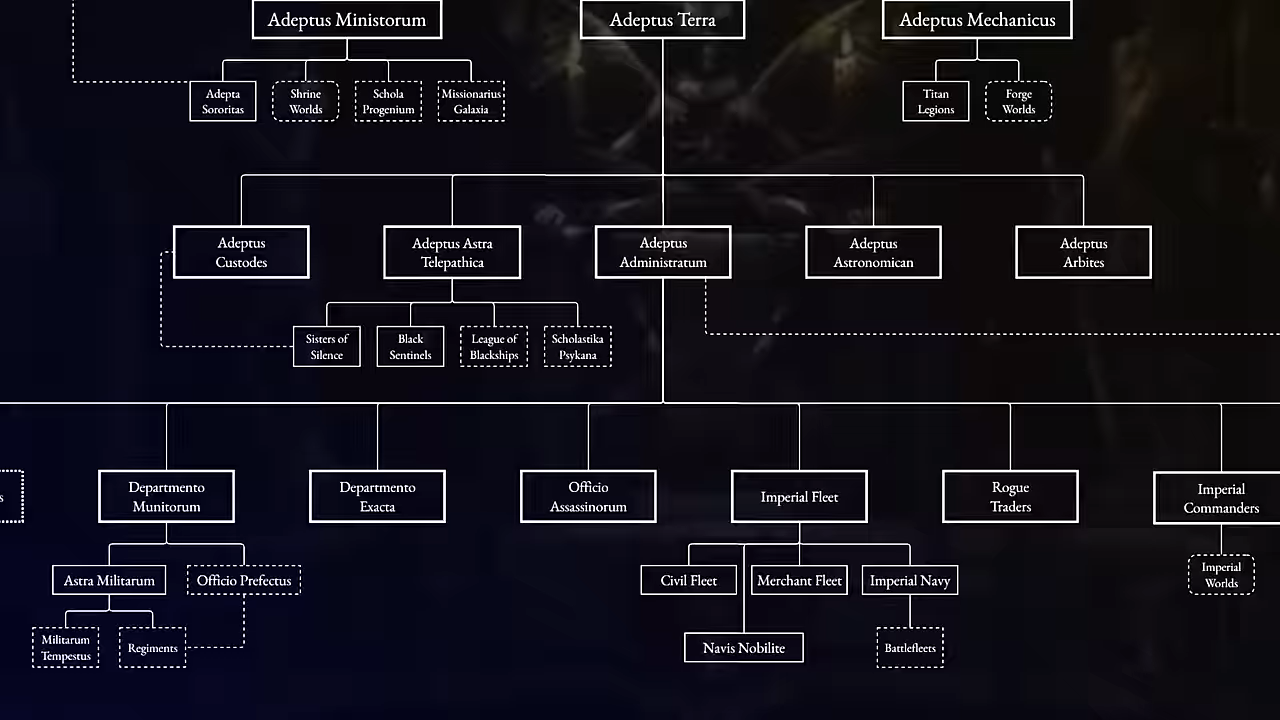 Adeptus Ministorum
Adeptus Terra
Adeptus Mechanicus
Adepta
Sororitas
Shrine
Worlds
Schola
Progenium
Missionarius
Galaxia
Titan
Legions
Forge
Worlds
Adeptus
Custodes
Adeptus Astra
Telepathica
Adeptus
Administratum
Adeptus
Astronomican
Adeptus
Arbites
Sisters of
Silence
Black
Sentinels
League of
Blackships
Scholastika
Psykana
s
Departmento
Munitorum
Departmento
Exacta
Officio
Assassinorum
Imperial Fleet
Rogue
Traders
Imperial
Commanders
Astra Militarum
Officio Prefectus
Civil Fleet
Merchant Fleet
Imperial Navy
Imperial
Worlds
Militarum
Tempestus
Regiments
Navis Nobilite
Battlefleets